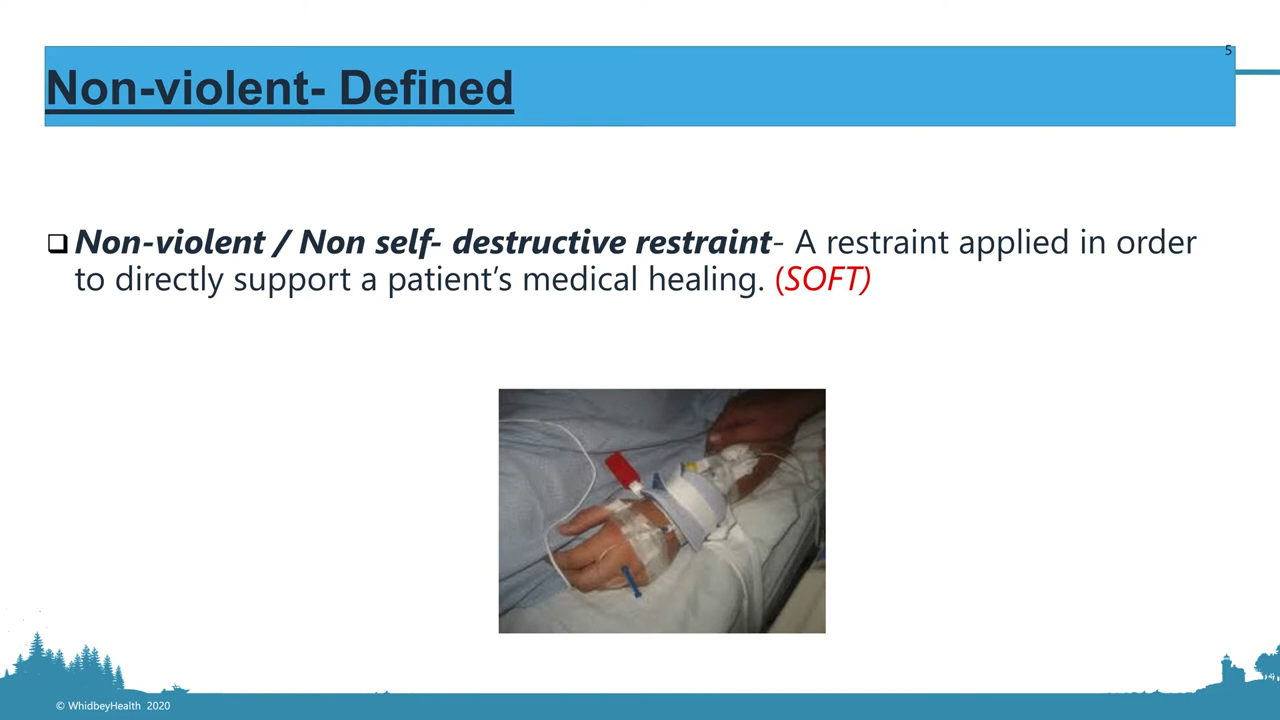 5
Non-violent- Defined
Non-violent / Non self- destructive restraint- A restraint applied in order
to directly support a patient’s medical healing. (SOFT)
© WhidbeyHealth 2020